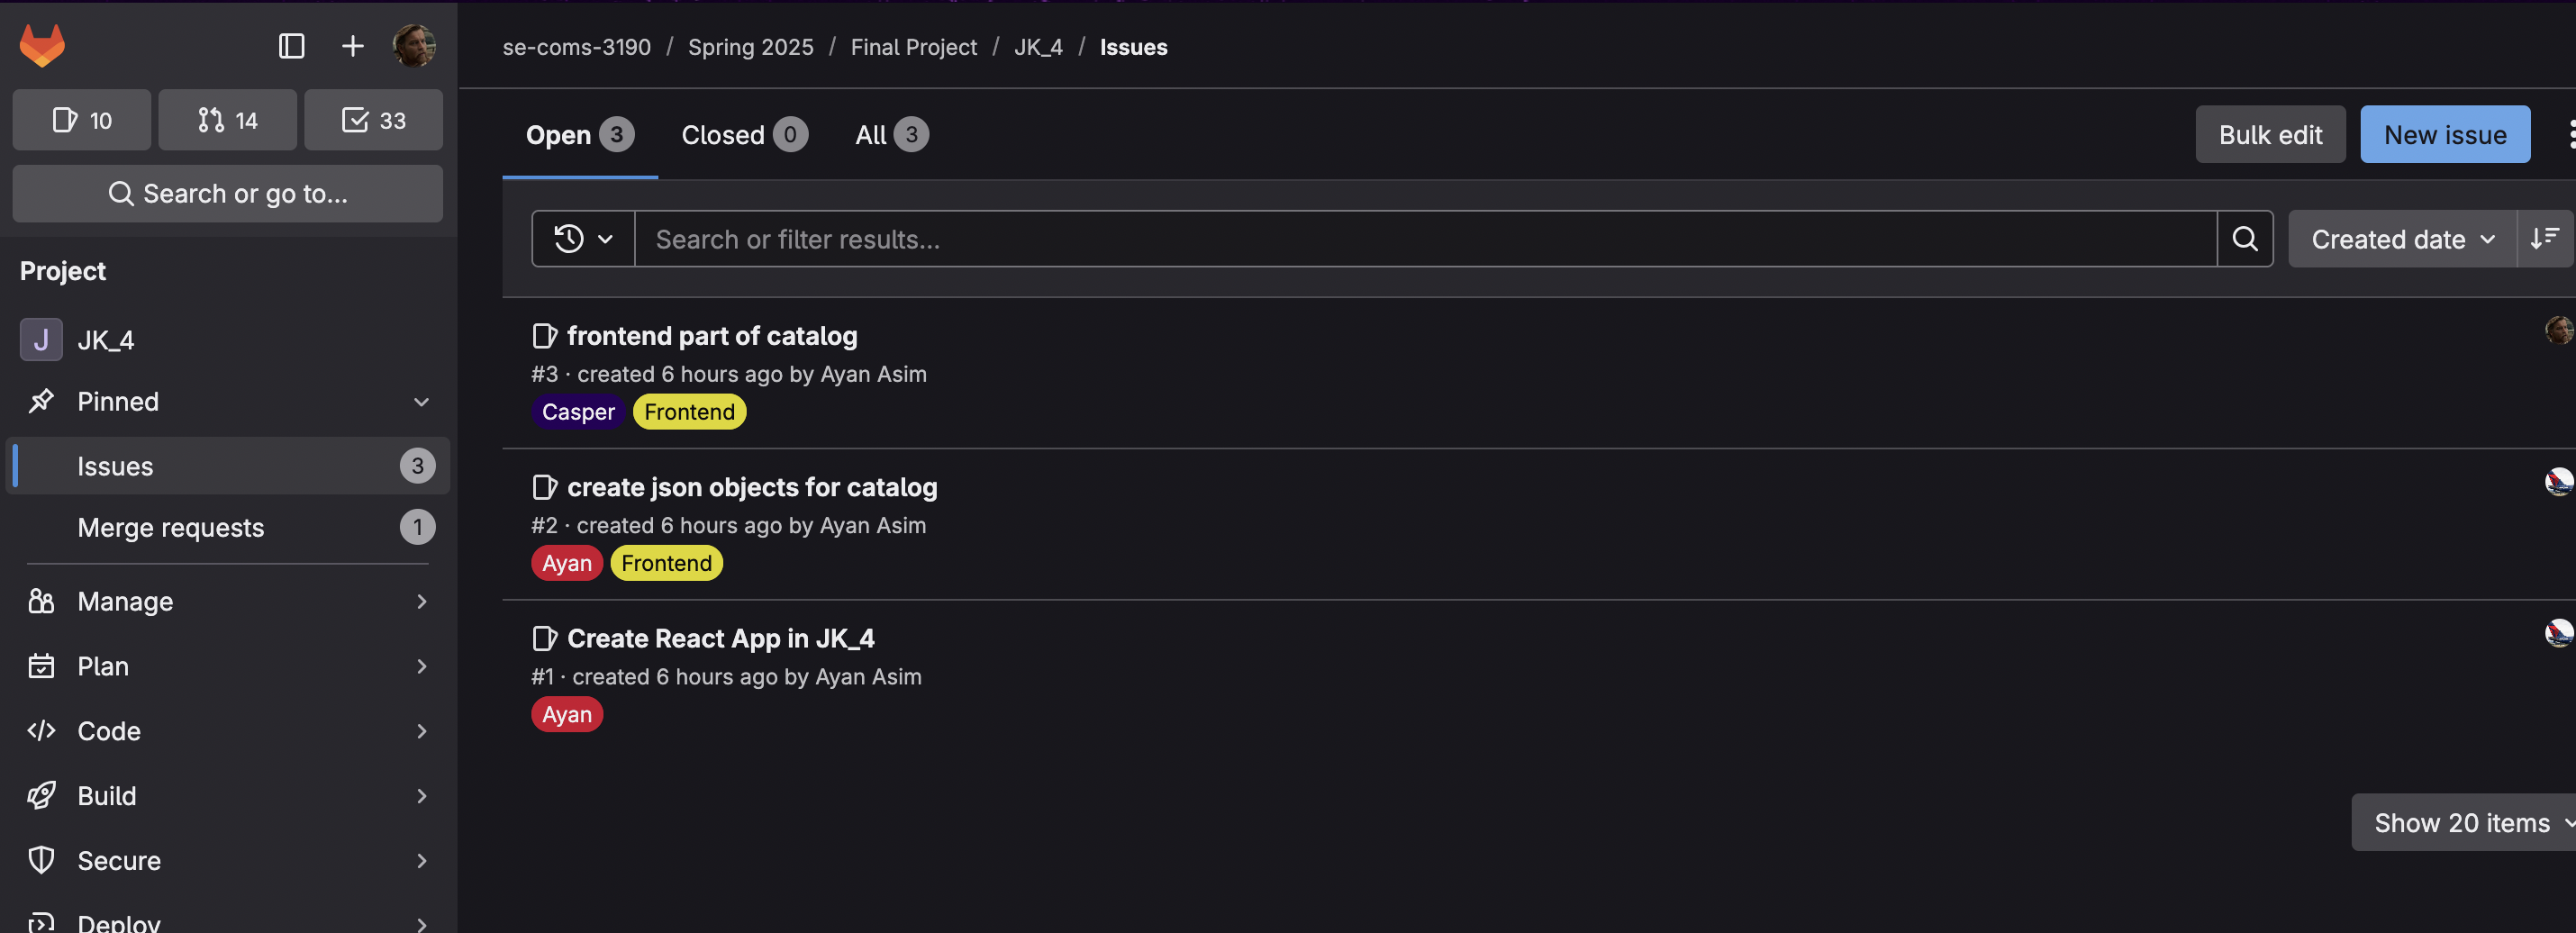 se-coms-3190 / Spring 2025 / Final Project / JK_4 / Issues
10 14 33
Search or go to...
Project
J JK_4
Pinned
Issues 3
Merge requests 1
Manage
Plan
Code
Build
Secure
Deploy
Open 3 Closed 0 All 3
Bulk edit New issue
Search or filter results... Created date
frontend part of catalog
#3 · created 6 hours ago by Ayan Asim
Casper Frontend
create json objects for catalog
#2 · created 6 hours ago by Ayan Asim
Ayan Frontend
Create React App in JK_4
#1 · created 6 hours ago by Ayan Asim
Ayan
Show 20 items